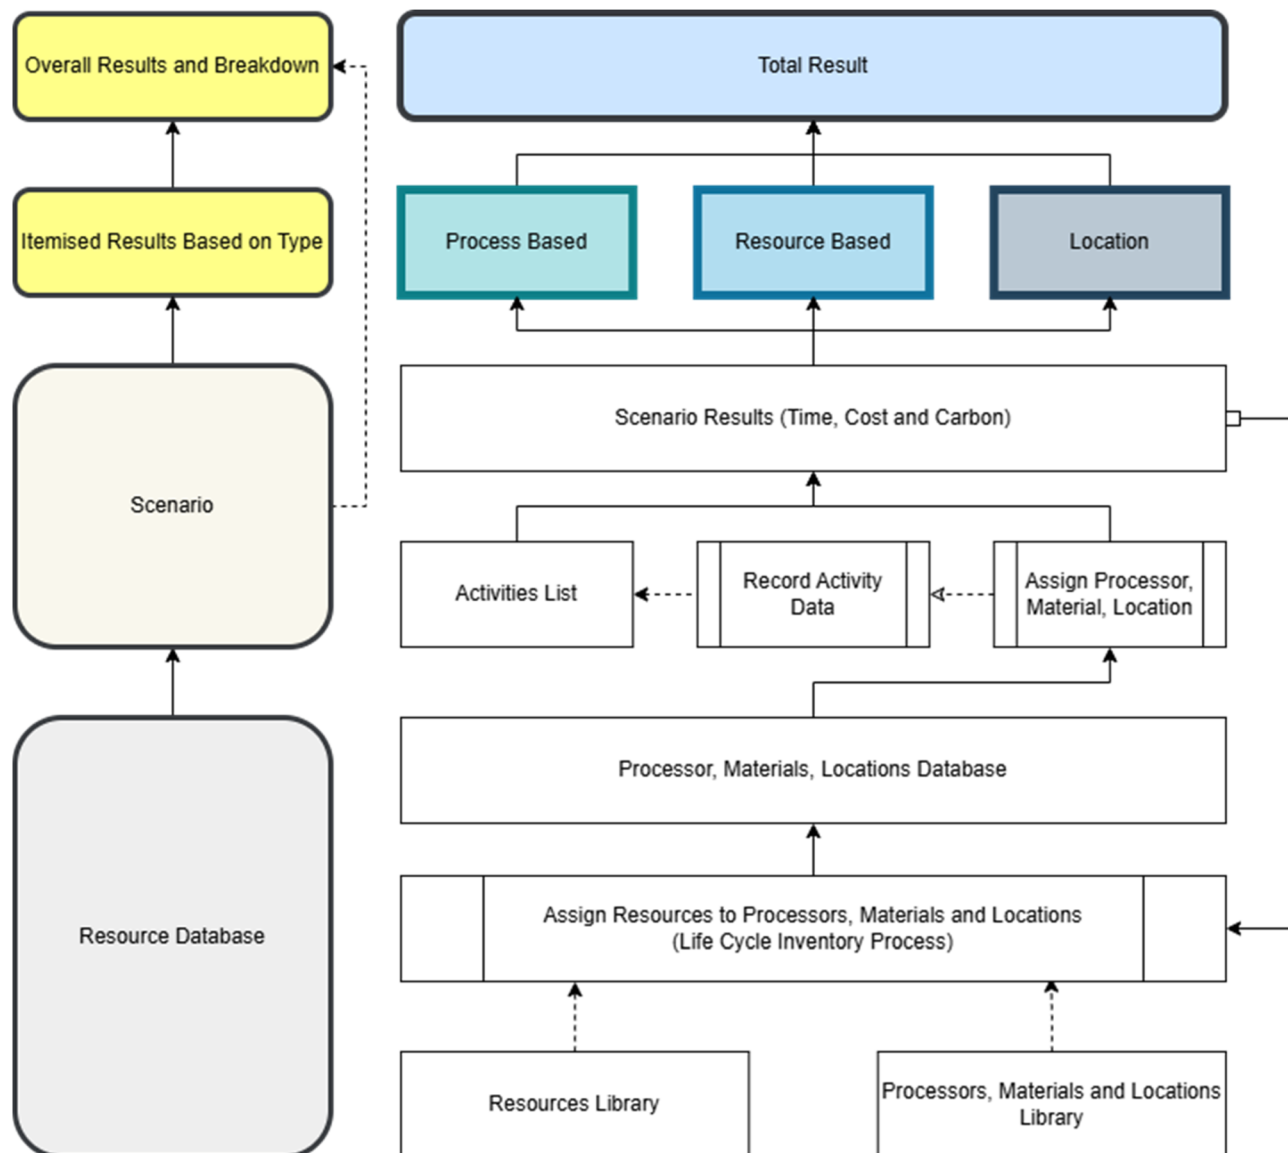 Overall Results and Breakdown
Total Result
Itemised Results Based on Type
Process Based
Resource Based
Location
Scenario Results (Time, Cost and Carbon)
Scenario
Activities List
Record Activity
Data
Assign Processor,
Material, Location
Processor, Materials, Locations Database
Resource Database
Assign Resources to Processors, Materials and Locations
(Life Cycle Inventory Process)
Resources Library
Processors, Materials and Locations
Library